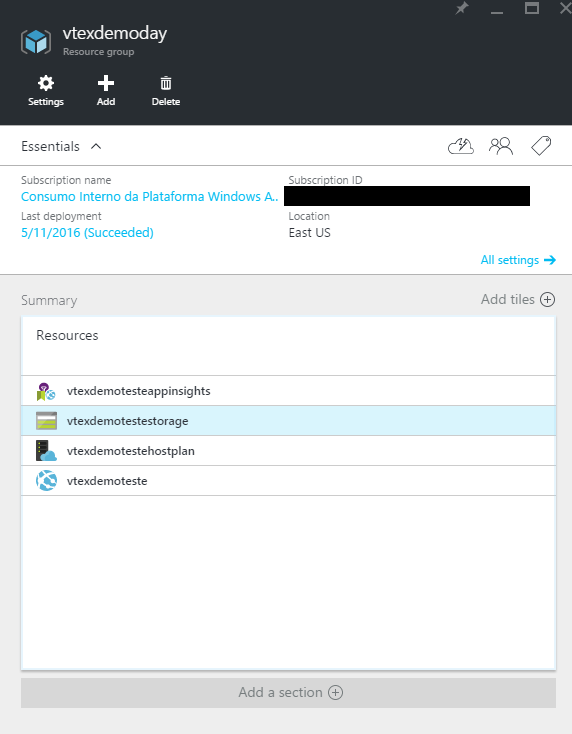 vtexdemoday
Resource group
Settings Add Delete
Essentials
Subscription name Subscription ID
Consumo Interno da Plataforma Windows A..
Last deployment Location
5/11/2016 (Succeeded) East US
All settings
Summary Add tiles
Resources
vtexdemotesteappinsights
vtexdemotestestorage
vtexdemotestehostplan
vtexdemoteste
Add a section